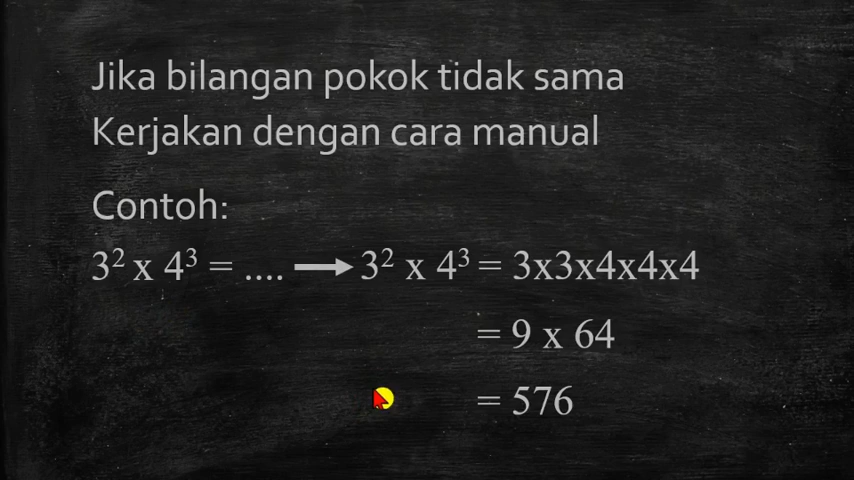 Jika bilangan pokok tidak sama
Kerjakan dengan cara manual
Contoh:
3² x 4³ = .... → 3² x 4³ = 3x3x4x4x4
= 9 x 64
= 576